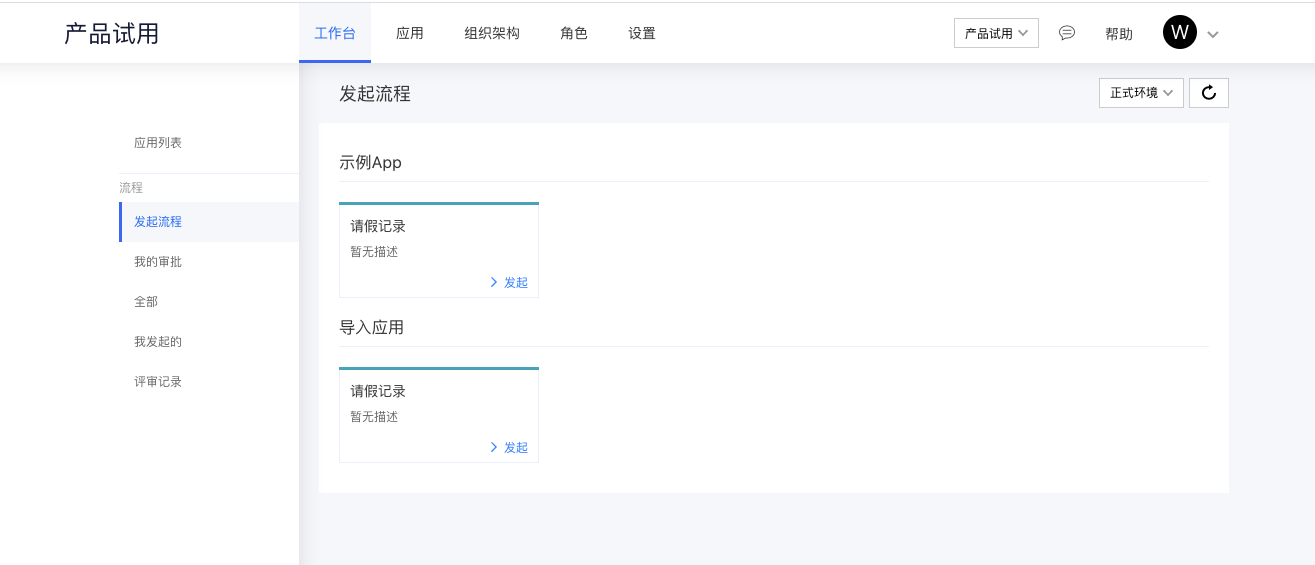 产品试用
工作台 应用 组织架构 角色 设置
产品试用 帮助 W
发起流程
正式环境
应用列表
流程
发起流程
我的审批
全部
我发起的
评审记录
示例App
请假记录
暂无描述
发起
导入应用
请假记录
暂无描述
发起